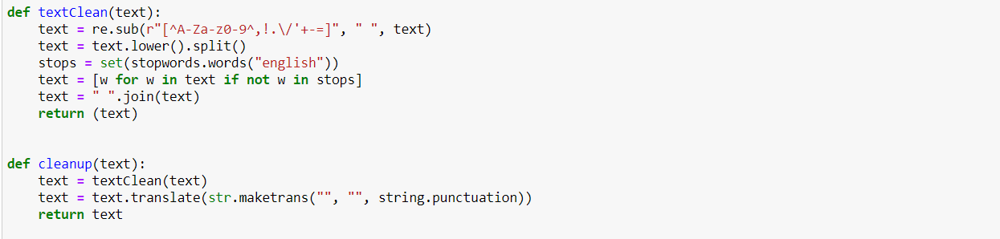 def textClean(text):
    text = re.sub(r"[^A-Za-z0-9^,!.\/'+-=]", " ", text)
    text = text.lower().split()
    stops = set(stopwords.words("english"))
    text = [w for w in text if not w in stops]
    text = " ".join(text)
    return (text)


def cleanup(text):
    text = textClean(text)
    text = text.translate(str.maketrans("", "", string.punctuation))
    return text